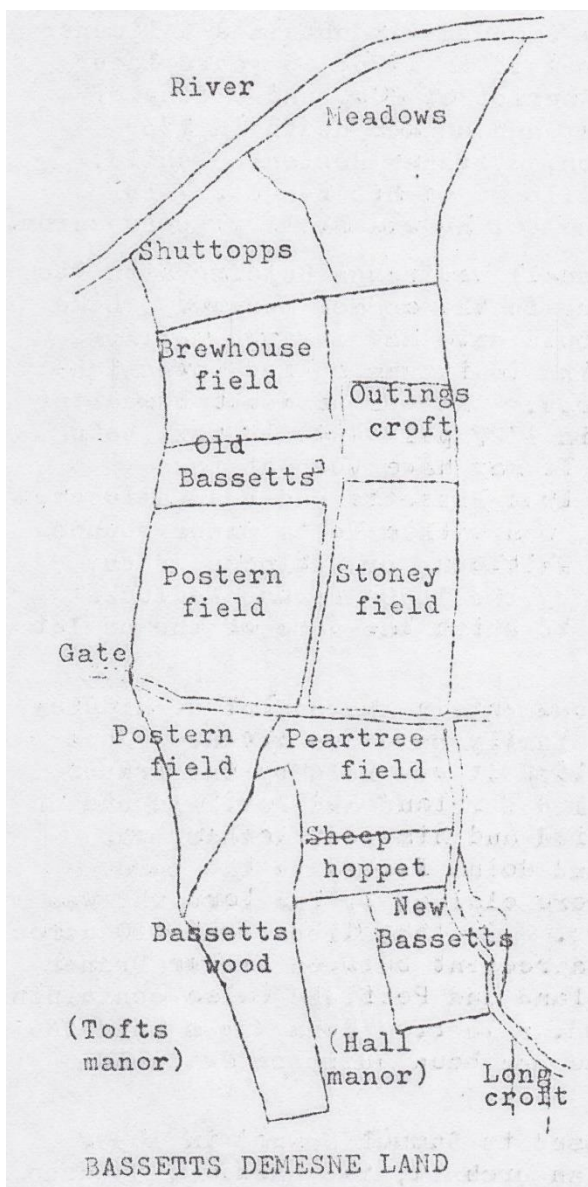 River
Meadows
Shuttopps
Brewhouse
field
Outings
croft
Old
Bassetts
Postern
field
Stoney
field
Gate
Postern
field
Peartree
field
Sheep
hoppet
New
Bassetts
Bassetts
wood
(Tofts
manor)
(Hall
manor)
Long
croft
BASSETTS DEMESNE LAND